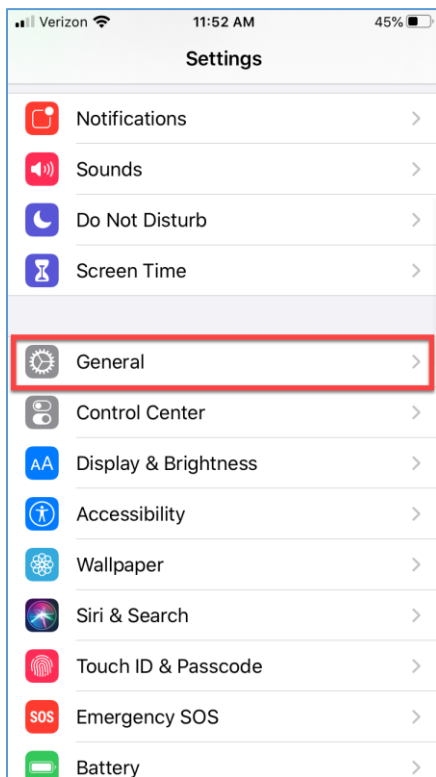 Verizon 11:52 AM 45%
Settings
Notifications
Sounds
Do Not Disturb
Screen Time
General
Control Center
AA Display & Brightness
Accessibility
Wallpaper
Siri & Search
Touch ID & Passcode
SOS Emergency SOS
Battery